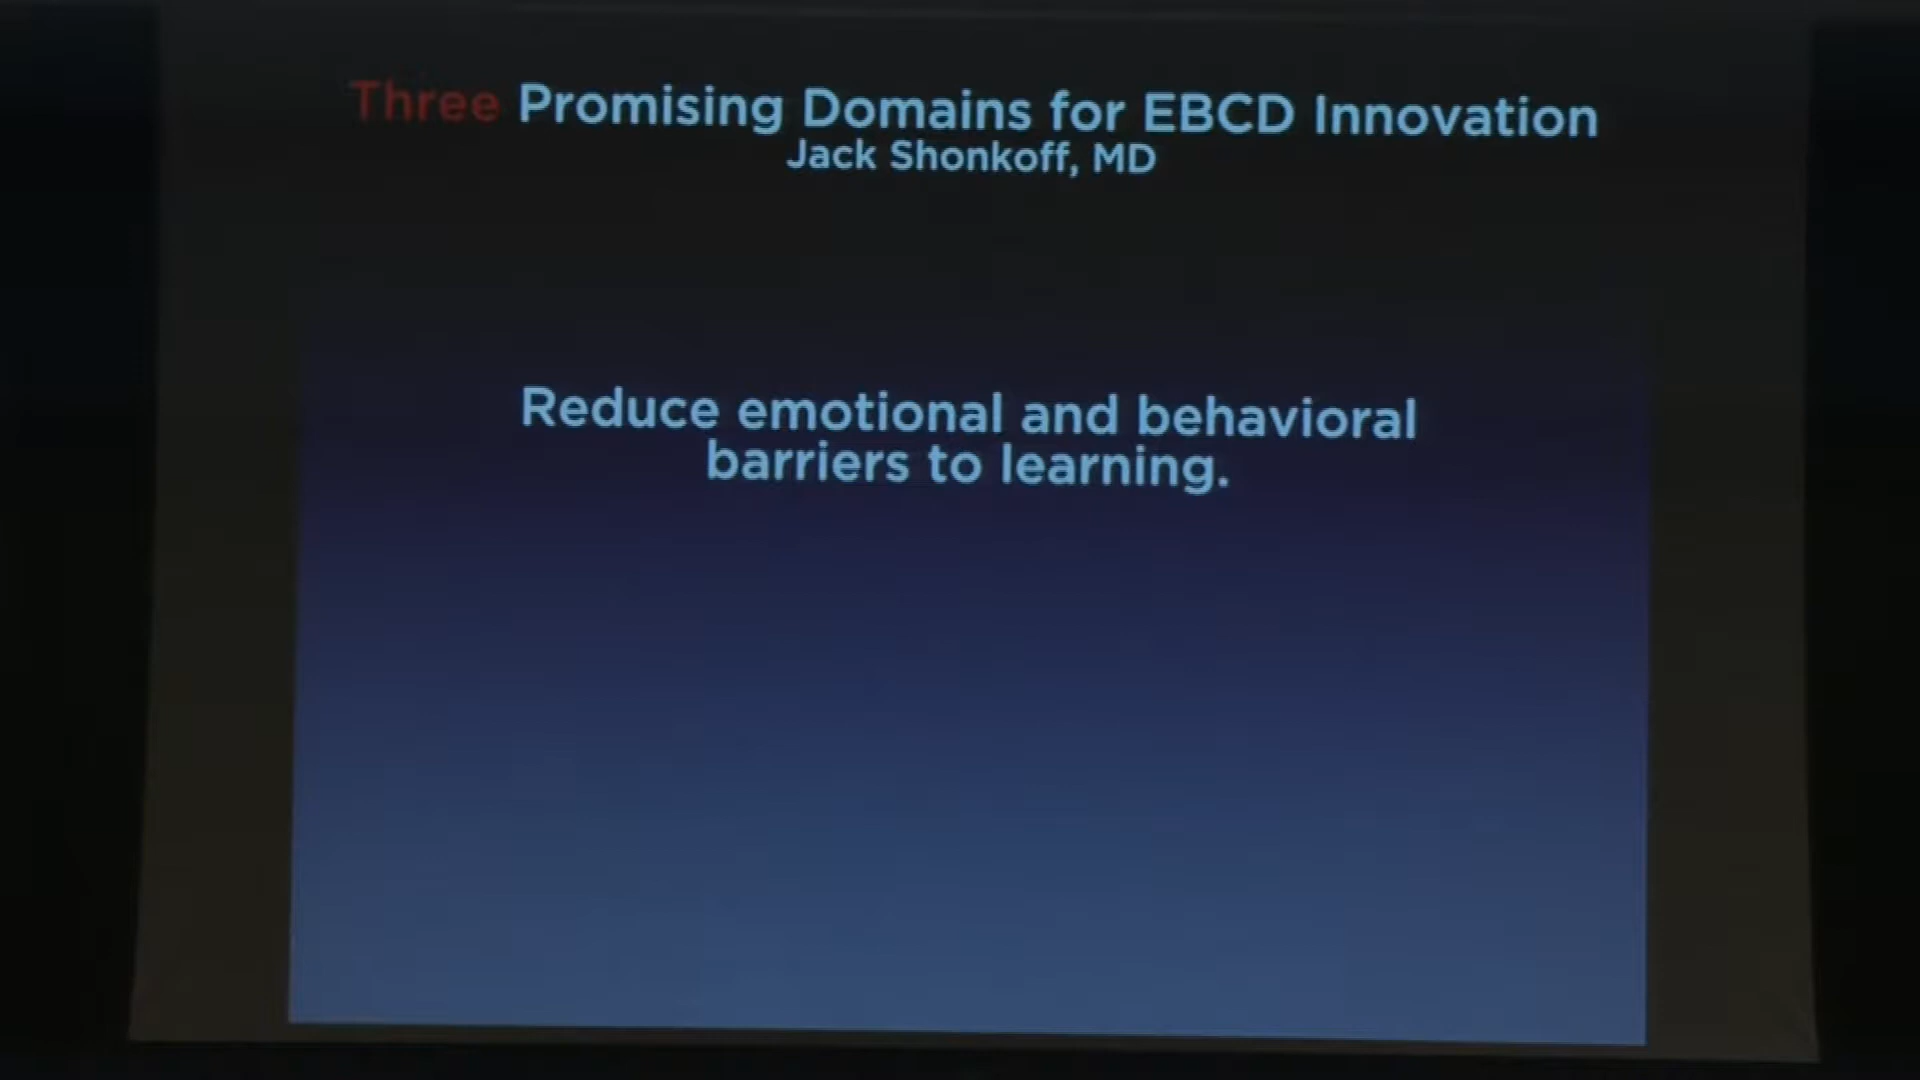 Three Promising Domains for EBCD Innovation
Jack Shonkoff, MD
Reduce emotional and behavioral
barriers to learning.